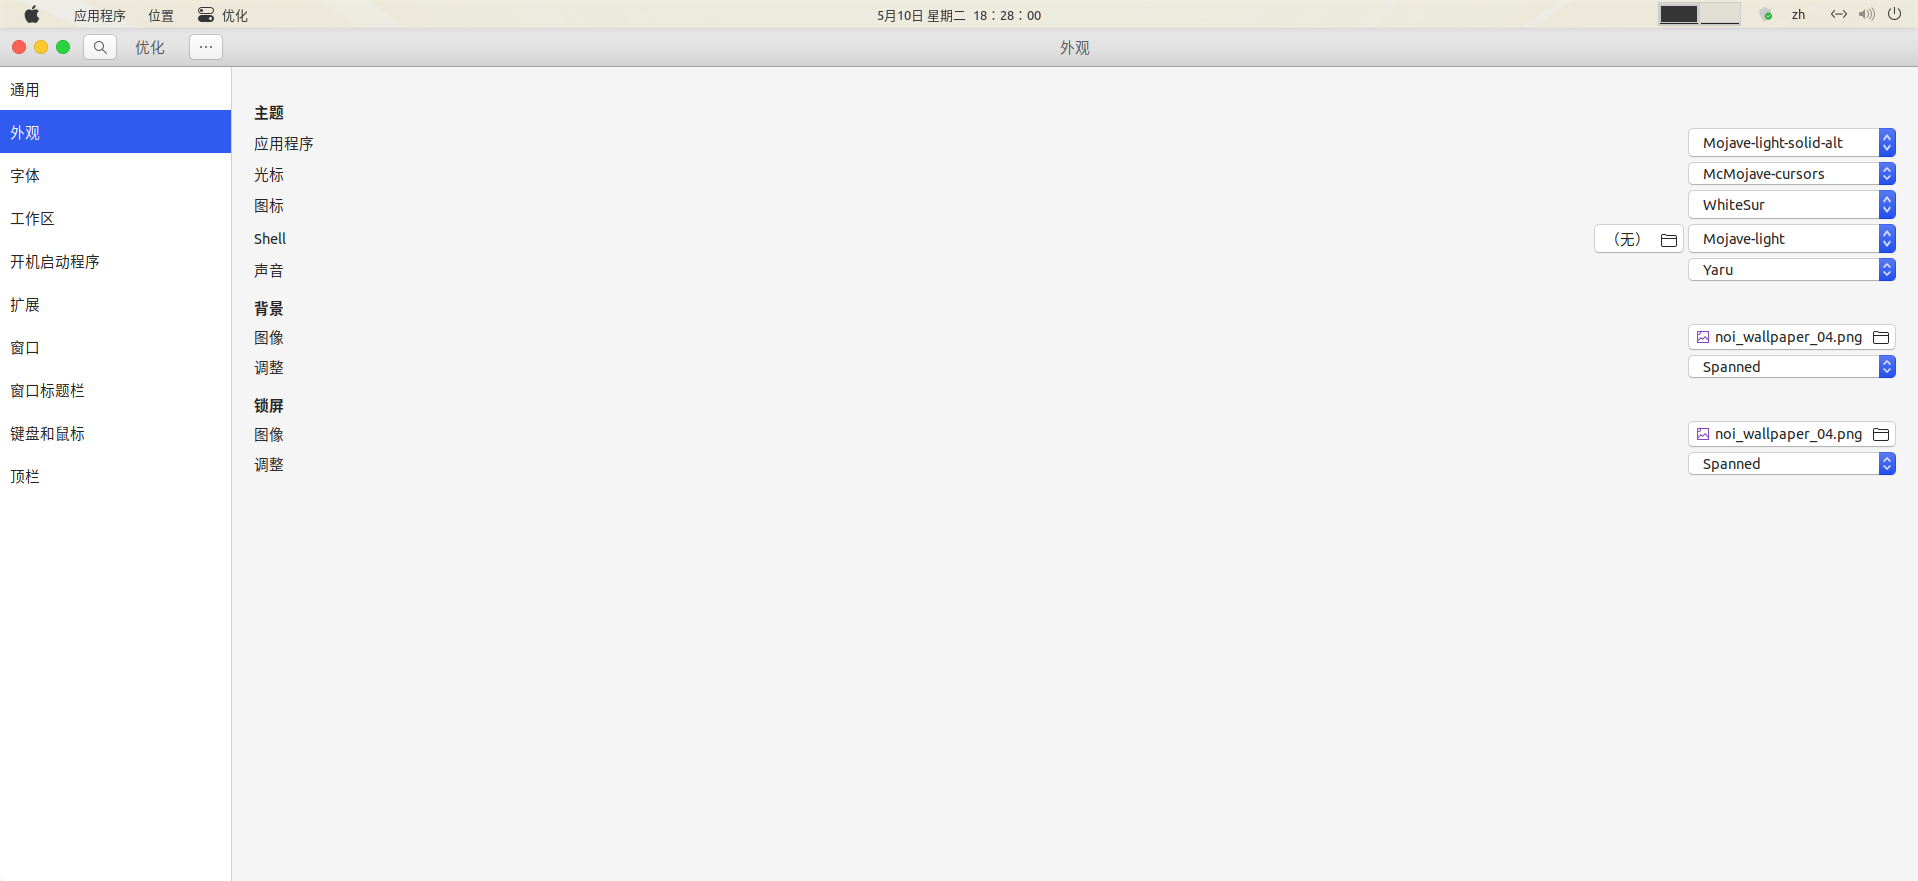 应用程序 位置 优化 5月10日 星期二 18：28：00 zh
优化 外观
通用
外观
字体
工作区
开机启动程序
扩展
窗口
窗口标题栏
键盘和鼠标
顶栏
主题
应用程序 Mojave-light-solid-alt
光标 McMojave-cursors
图标 WhiteSur
Shell （无） Mojave-light
声音 Yaru
背景
图像 noi_wallpaper_04.png
调整 Spanned
锁屏
图像 noi_wallpaper_04.png
调整 Spanned